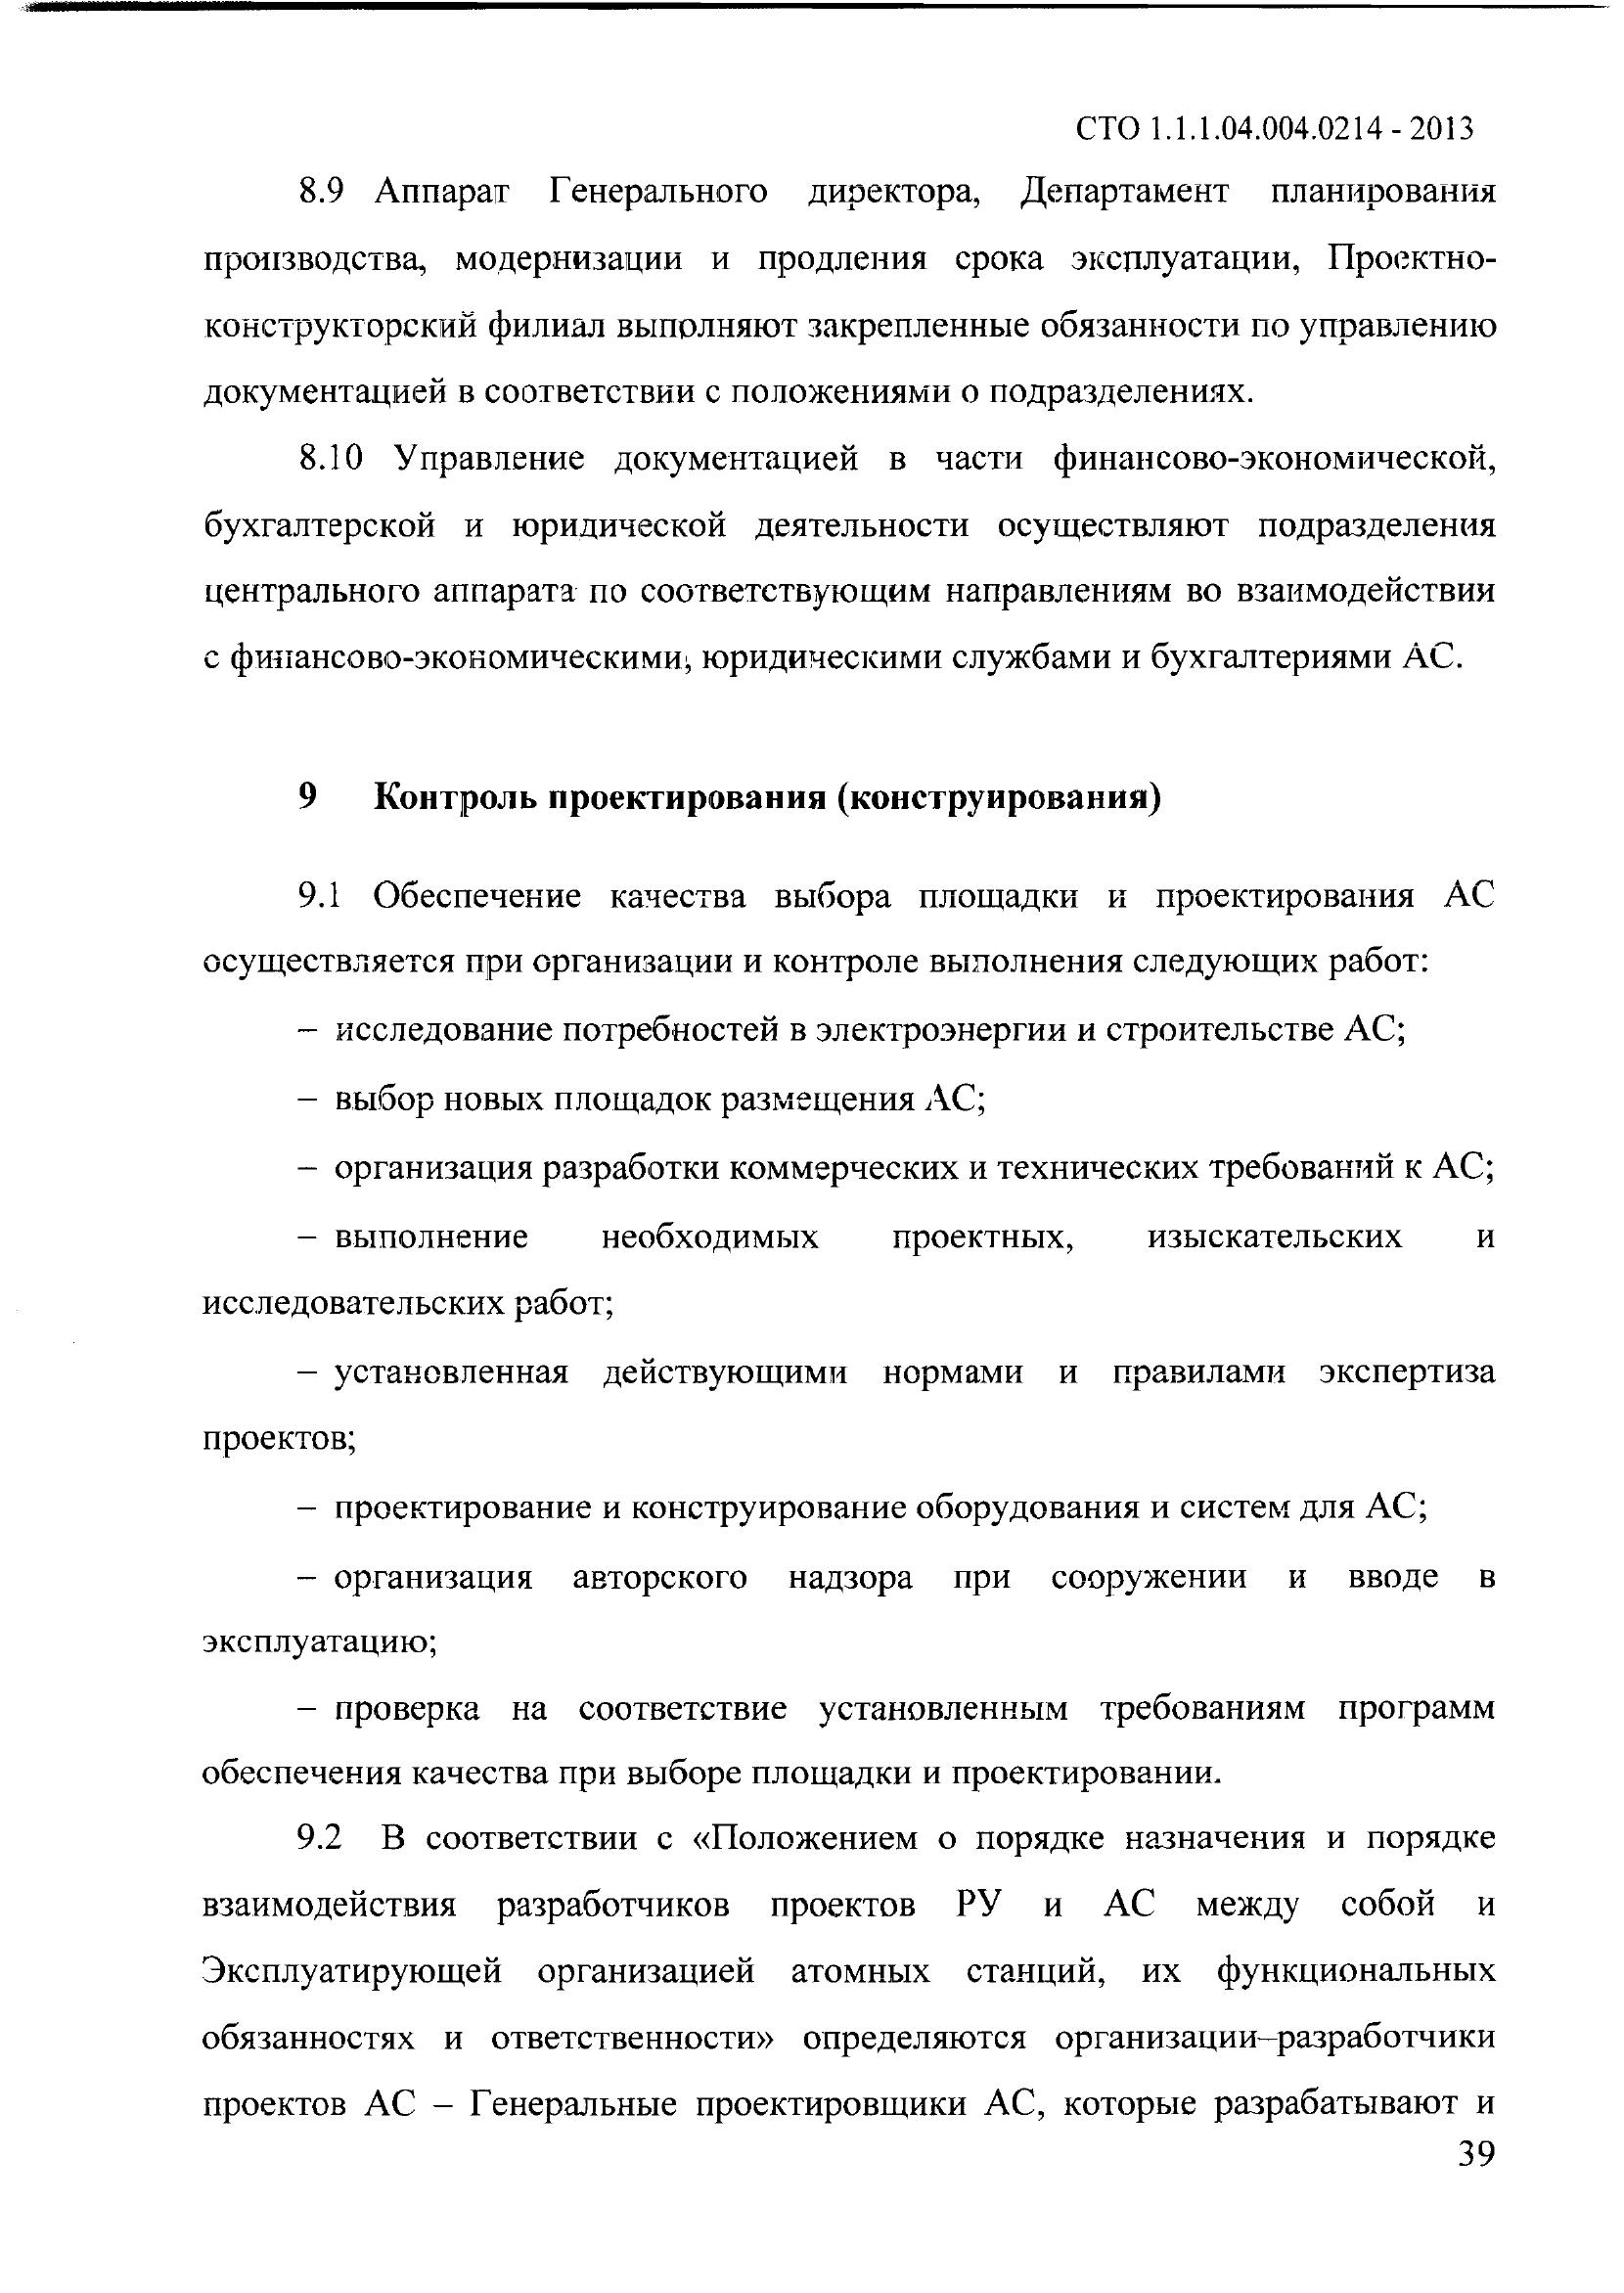 СТО 1.1.1.04.004.0214 - 2013
8.9 Аппарат Генерального директора, Департамент планирования
производства, модернизации и продления срока эксплуатации, Проектно-
конструкторский филиал выполняют закрепленные обязанности по управлению
документацией в соответствии с положениями о подразделениях.
8.10 Управление документацией в части финансово-экономической,
бухгалтерской и юридической деятельности осуществляют подразделения
центрального аппарата по соответствующим направлениям во взаимодействии
с финансово-экономическими, юридическими службами и бухгалтериями АС.
9 Контроль проектирования (конструирования)
9.1 Обеспечение качества выбора площадки и проектирования АС
осуществляется при организации и контроле выполнения следующих работ:
– исследование потребностей в электроэнергии и строительстве АС;
– выбор новых площадок размещения АС;
– организация разработки коммерческих и технических требований к АС;
– выполнение необходимых проектных, изыскательских и
исследовательских работ;
– установленная действующими нормами и правилами экспертиза
проектов;
– проектирование и конструирование оборудования и систем для АС;
– организация авторского надзора при сооружении и вводе в
эксплуатацию;
– проверка на соответствие установленным требованиям программ
обеспечения качества при выборе площадки и проектировании.
9.2 В соответствии с «Положением о порядке назначения и порядке
взаимодействия разработчиков проектов РУ и АС между собой и
Эксплуатирующей организацией атомных станций, их функциональных
обязанностях и ответственности» определяются организации–разработчики
проектов АС – Генеральные проектировщики АС, которые разрабатывают и
39